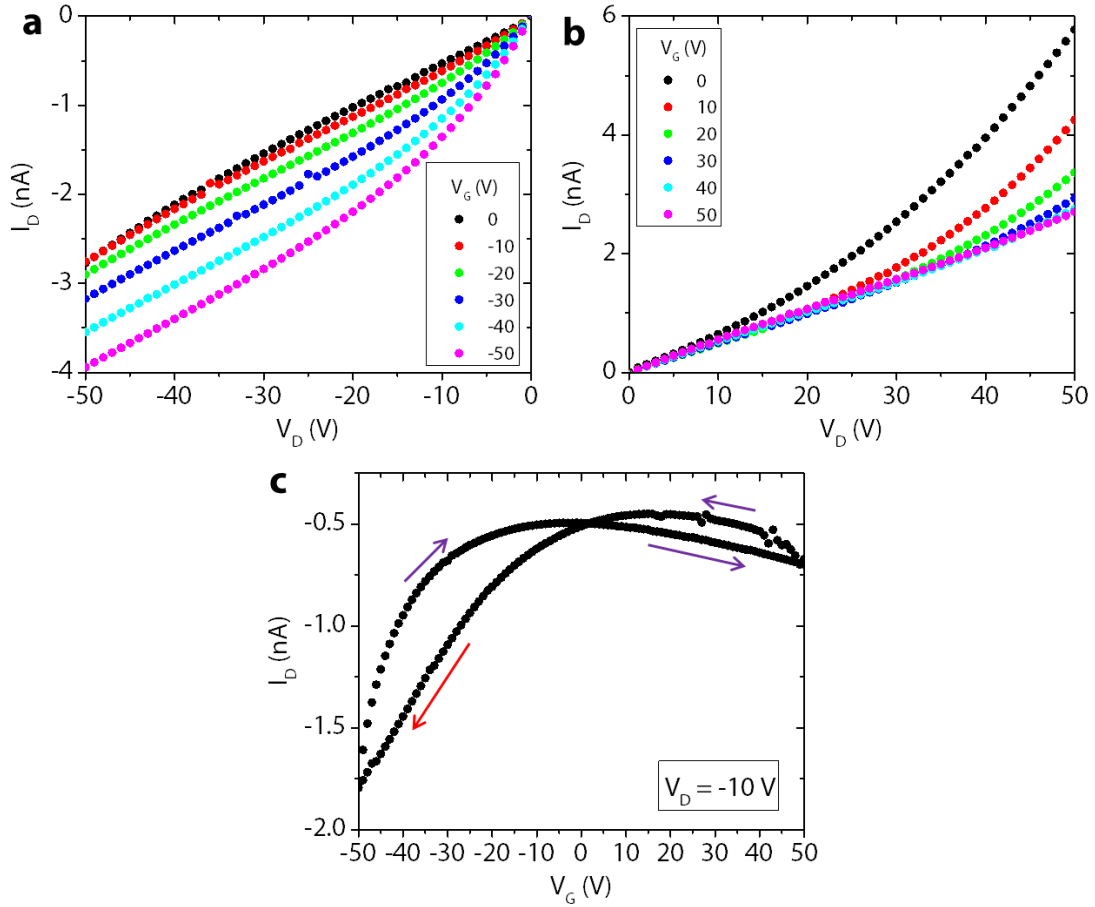 a
0
-1
-2
-3
-4
I_D (nA)
V_G (V)
0
-10
-20
-30
-40
-50
-50 -40 -30 -20 -10 0
V_D (V)
b
6
4
2
0
I_D (nA)
V_G (V)
0
10
20
30
40
50
0 10 20 30 40 50
V_D (V)
c
-0.5
-1.0
-1.5
-2.0
I_D (nA)
V_D = -10 V
-50 -40 -30 -20 -10 0 10 20 30 40 50
V_G (V)